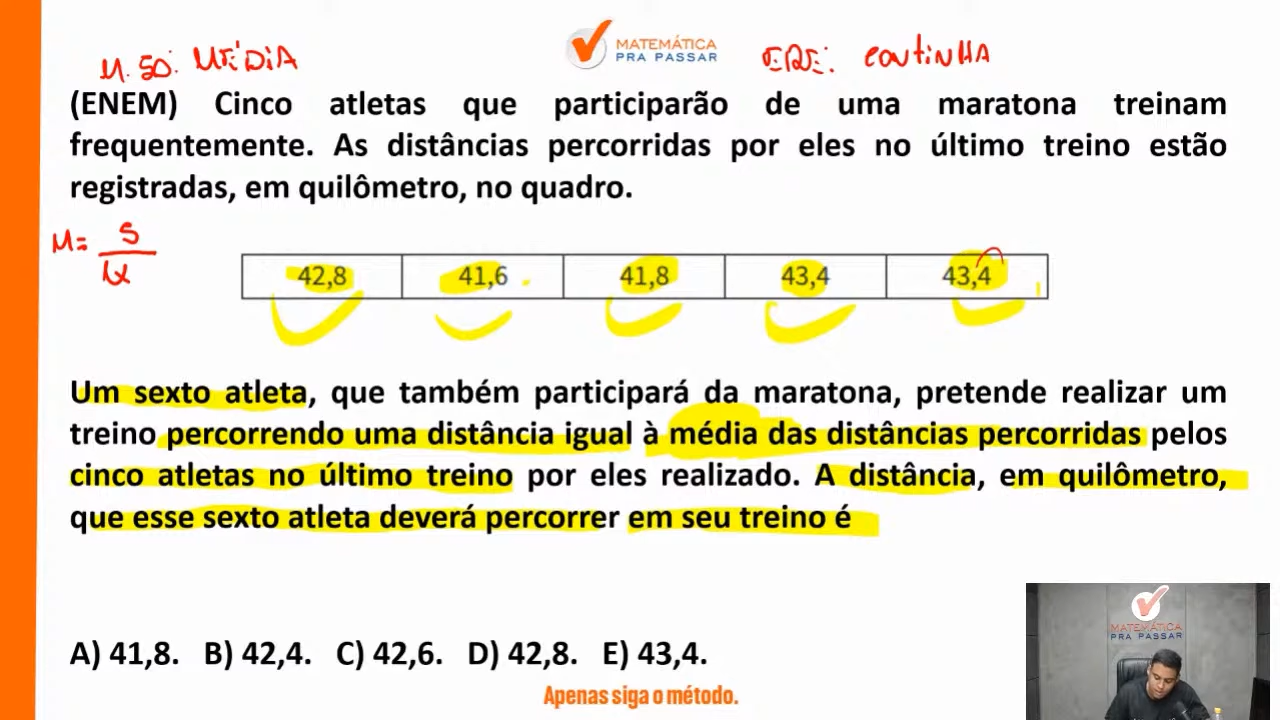 M. SD: MÉDIA
MATEMÁTICA
PRA PASSAR
CONTINHA
(ENEM) Cinco atletas que participarão de uma maratona treinam
frequentemente. As distâncias percorridas por eles no último treino estão
registradas, em quilômetro, no quadro.
M= S
42,8 41,6 41,8 43,4 43,4
Um sexto atleta, que também participará da maratona, pretende realizar um
treino percorrendo uma distância igual à média das distâncias percorridas pelos
cinco atletas no último treino por eles realizado. A distância, em quilômetro,
que esse sexto atleta deverá percorrer em seu treino é
MATEMÁTICA
PRA PASSAR
A) 41,8. B) 42,4. C) 42,6. D) 42,8. E) 43,4.
Apenas siga o método.